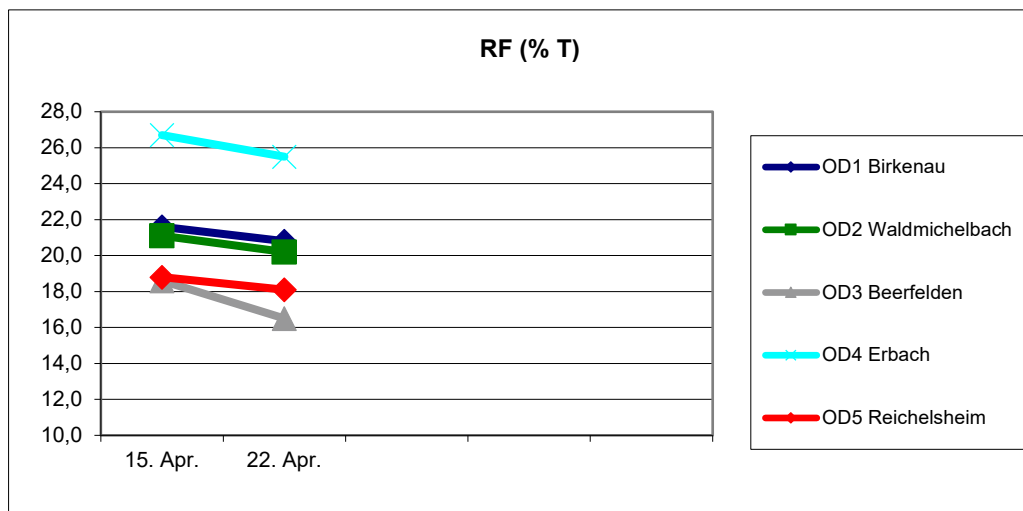 RF (% T)
28,0
26,0
24,0
22,0
20,0
18,0
16,0
14,0
12,0
10,0
15. Apr.
22. Apr.
OD1 Birkenau
OD2 Waldmichelbach
OD3 Beerfelden
OD4 Erbach
OD5 Reichelsheim